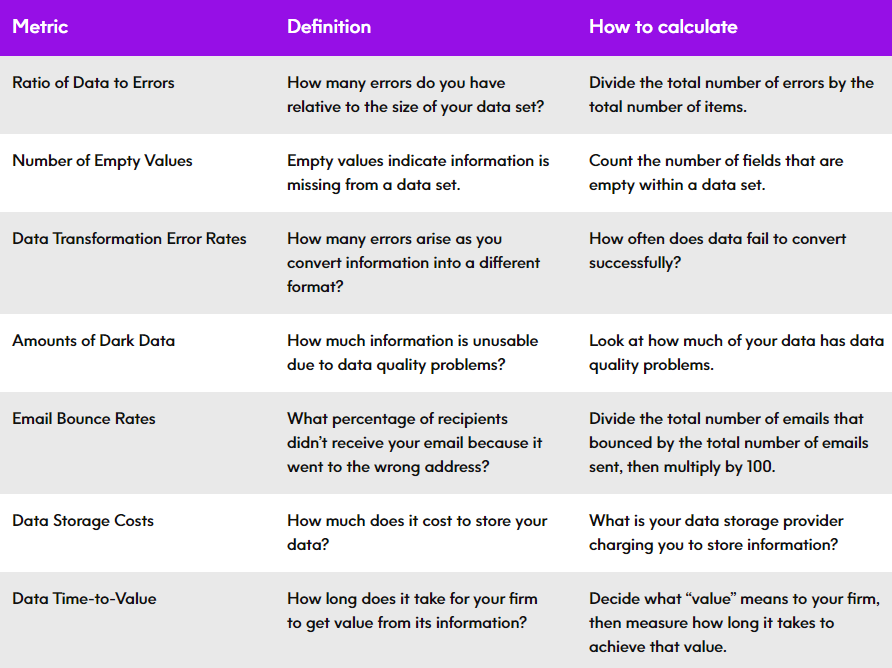 Metric Definition How to calculate
Ratio of Data to Errors
How many errors do you have
relative to the size of your data set?
Divide the total number of errors by the
total number of items.
Number of Empty Values
Empty values indicate information is
missing from a data set.
Count the number of fields that are
empty within a data set.
Data Transformation Error Rates
How many errors arise as you
convert information into a different
format?
How often does data fail to convert
successfully?
Amounts of Dark Data
How much information is unusable
due to data quality problems?
Look at how much of your data has data
quality problems.
Email Bounce Rates
What percentage of recipients
didn’t receive your email because it
went to the wrong address?
Divide the total number of emails that
bounced by the total number of emails
sent, then multiply by 100.
Data Storage Costs
How much does it cost to store your
data?
What is your data storage provider
charging you to store information?
Data Time-to-Value
How long does it take for your firm
to get value from its information?
Decide what “value” means to your firm,
then measure how long it takes to
achieve that value.